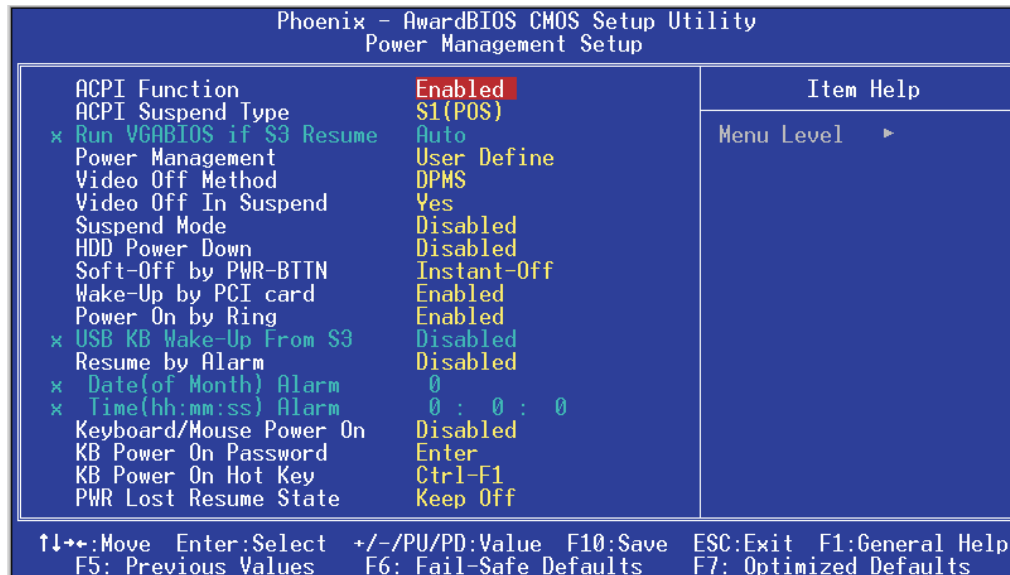 Phoenix – AwardBIOS CMOS Setup Utility
Power Management Setup
ACPI Function Enabled
ACPI Suspend Type S1(POS)
x Run VGABIOS if S3 Resume Auto
Power Management User Define
Video Off Method DPMS
Video Off In Suspend Yes
Suspend Mode Disabled
HDD Power Down Disabled
Soft-Off by PWR-BTTN Instant-Off
Wake-Up by PCI card Enabled
Power On by Ring Enabled
x USB KB Wake-Up From S3 Disabled
Resume by Alarm Disabled
x Date(of Month) Alarm 0
x Time(hh:mm:ss) Alarm 0 : 0 : 0
Keyboard/Mouse Power On Disabled
KB Power On Password Enter
KB Power On Hot Key Ctrl-F1
PWR Lost Resume State Keep Off
Item Help
Menu Level ►
↑↓→←:Move Enter:Select +/-/PU/PD:Value F10:Save ESC:Exit F1:General Help
F5: Previous Values F6: Fail-Safe Defaults F7: Optimized Defaults